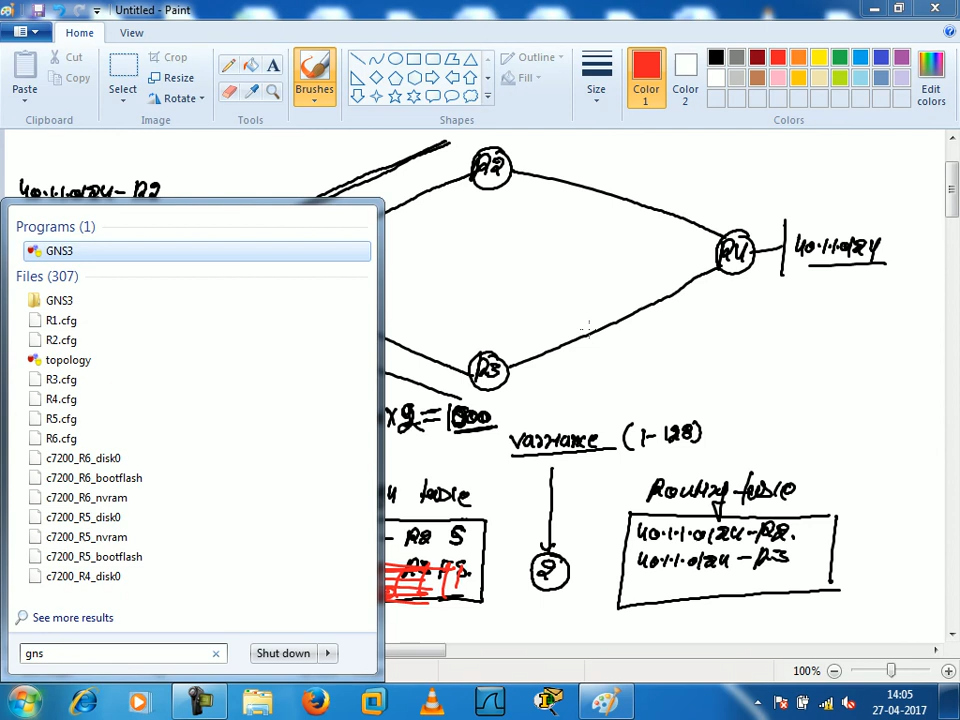 Untitled - Paint
Home
View
Paste
Cut
Copy
Clipboard
Select
Crop
Resize
Rotate
Image
Tools
Brushes
Shapes
Outline
Fill
Size
Color 1
Color 2
Edit colors
Colors
40.1.1.0/24 - R2
R2
R4
40.1.1.0/24
R3
x2=1000
variance (1-128)
table
Routing table
R2 S
40.1.1.0/24-R2.
40.1.1.0/24-R3
2
Programs (1)
GNS3
Files (307)
GNS3
R1.cfg
R2.cfg
topology
R3.cfg
R4.cfg
R5.cfg
R6.cfg
c7200_R6_disk0
c7200_R6_bootflash
c7200_R6_nvram
c7200_R5_disk0
c7200_R5_nvram
c7200_R5_bootflash
c7200_R4_disk0
See more results
gns
Shut down
100%
14:05
27-04-2017